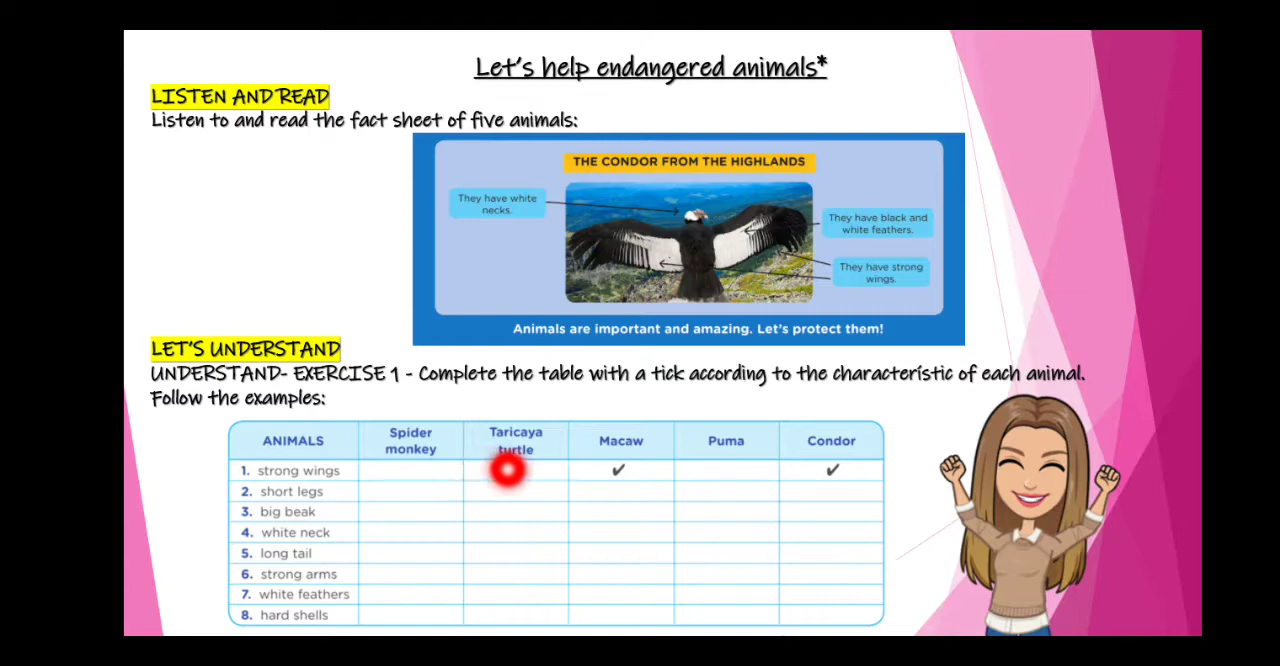 Let's help endangered animals*
LISTEN AND READ
Listen to and read the fact sheet of five animals:
THE CONDOR FROM THE HIGHLANDS
They have white
necks.
They have black and
white feathers.
They have strong
wings.
Animals are important and amazing. Let's protect them!
LET'S UNDERSTAND
UNDERSTAND- EXERCISE 1 - Complete the table with a tick according to the characterístic of each animal.
Follow the examples:
ANIMALS Spider monkey Taricaya turtle Macaw Puma Condor
1. strong wings ✔ ✔
2. short legs
3. big beak
4. white neck
5. long tail
6. strong arms
7. white feathers
8. hard shells